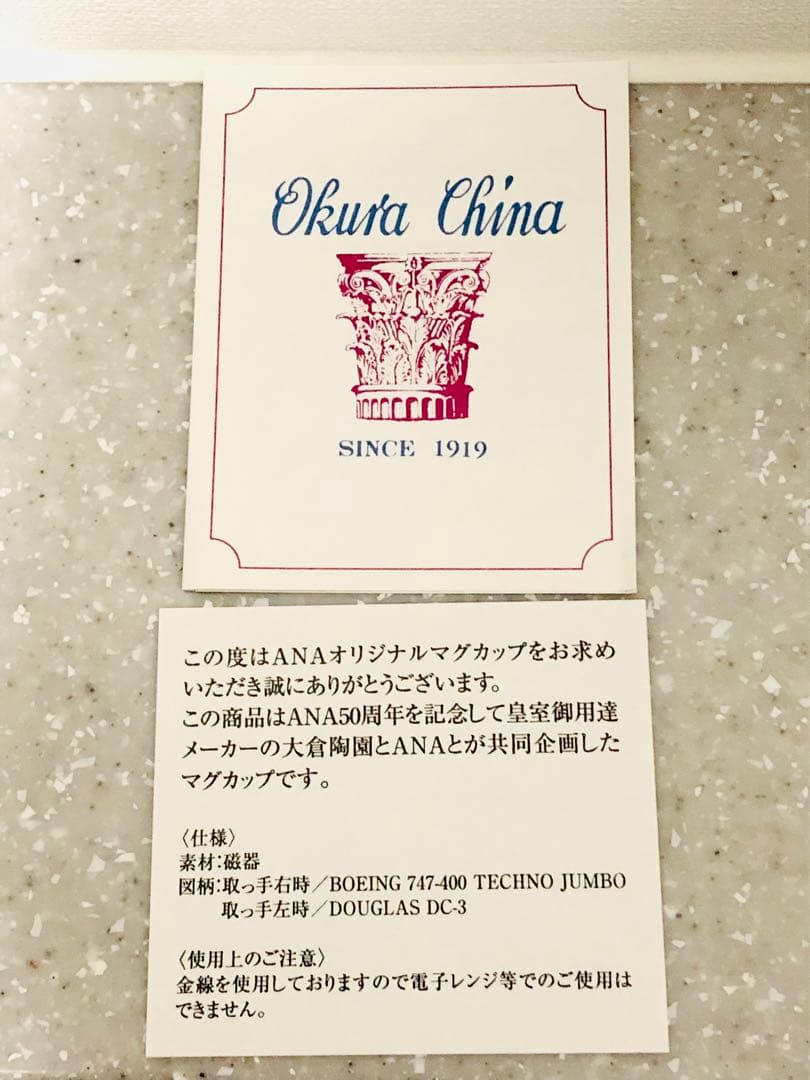 Okura China
SINCE 1919
この度はANAオリジナルマグカップをお求め
いただき誠にありがとうございます。
この商品はANA50周年を記念して皇室御用達
メーカーの大倉陶園とANAとが共同企画した
マグカップです。
〈仕様〉
素材:磁器
図柄:取っ手右時/BOEING 747-400 TECHNO JUMBO
取っ手左時/DOUGLAS DC-3
〈使用上のご注意〉
金線を使用しておりますので電子レンジ等でのご使用は
できません。